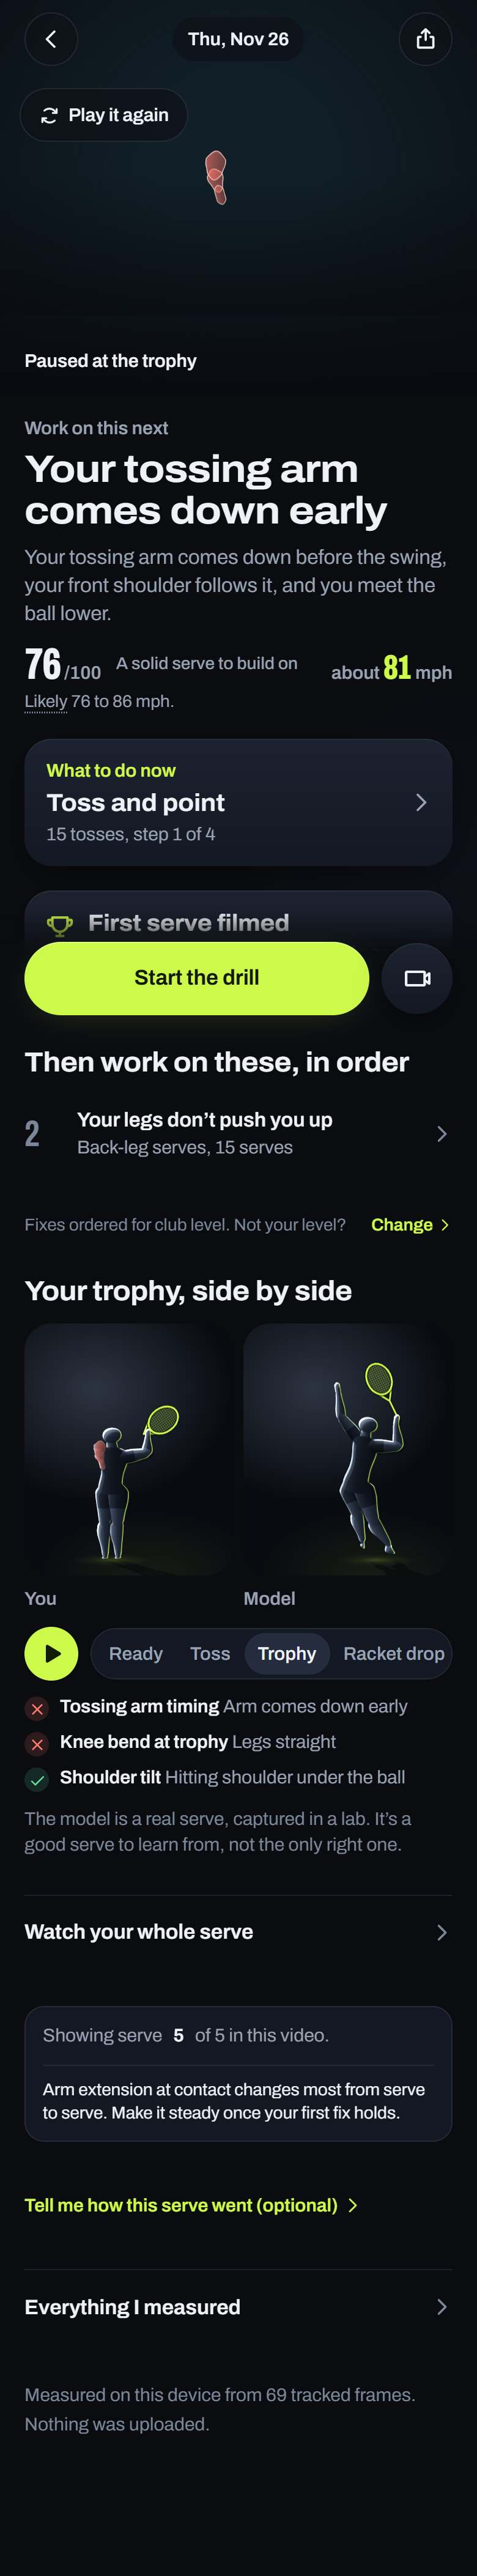 Thu, Nov 26
Play it again
Paused at the trophy
Work on this next
Your tossing arm
comes down early
Your tossing arm comes down before the swing,
your front shoulder follows it, and you meet the
ball lower.
76 /100 A solid serve to build on about 81 mph
Likely 76 to 86 mph.
What to do now
Toss and point
15 tosses, step 1 of 4
First serve filmed
Start the drill
Then work on these, in order
2 Your legs don’t push you up
Back-leg serves, 15 serves
Fixes ordered for club level. Not your level? Change
Your trophy, side by side
You Model
Ready Toss Trophy Racket drop
Tossing arm timing Arm comes down early
Knee bend at trophy Legs straight
Shoulder tilt Hitting shoulder under the ball
The model is a real serve, captured in a lab. It’s a
good serve to learn from, not the only right one.
Watch your whole serve
Showing serve 5 of 5 in this video.
Arm extension at contact changes most from serve
to serve. Make it steady once your first fix holds.
Tell me how this serve went (optional)
Everything I measured
Measured on this device from 69 tracked frames.
Nothing was uploaded.